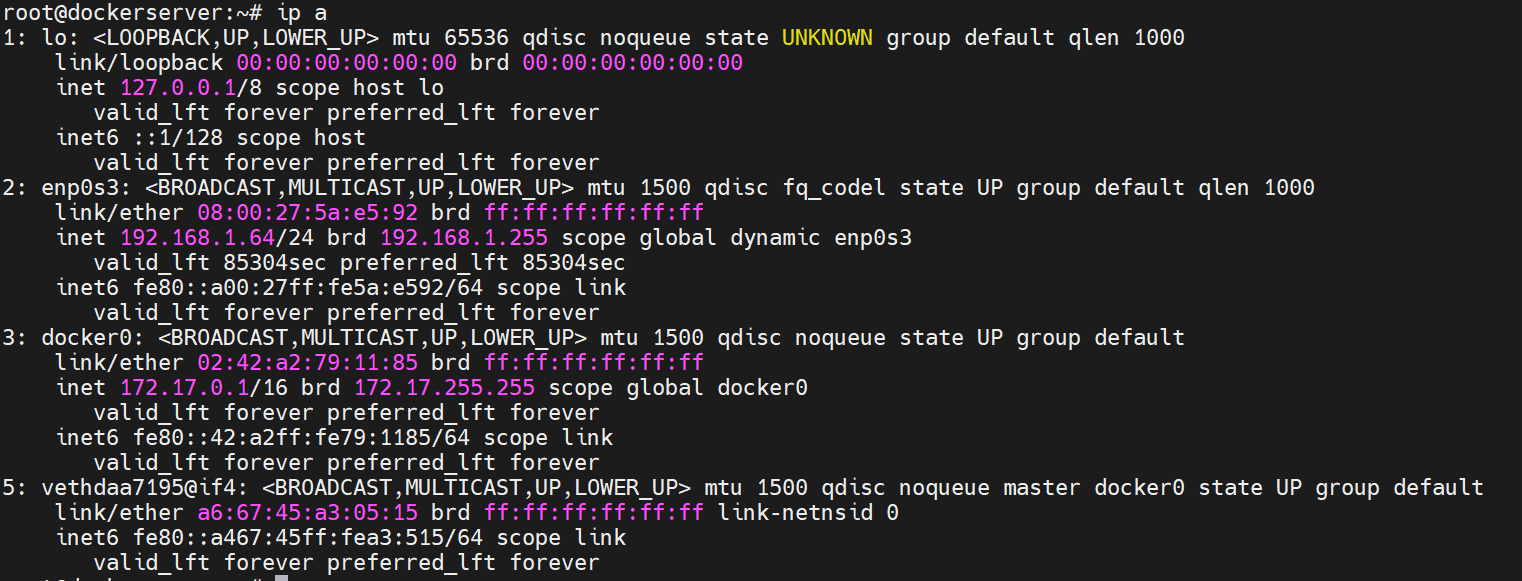 root@dockerserver:~# ip a
1: lo: <LOOPBACK,UP,LOWER_UP> mtu 65536 qdisc noqueue state UNKNOWN group default qlen 1000
    link/loopback 00:00:00:00:00:00 brd 00:00:00:00:00:00
    inet 127.0.0.1/8 scope host lo
       valid_lft forever preferred_lft forever
    inet6 ::1/128 scope host
       valid_lft forever preferred_lft forever
2: enp0s3: <BROADCAST,MULTICAST,UP,LOWER_UP> mtu 1500 qdisc fq_codel state UP group default qlen 1000
    link/ether 08:00:27:5a:e5:92 brd ff:ff:ff:ff:ff:ff
    inet 192.168.1.64/24 brd 192.168.1.255 scope global dynamic enp0s3
       valid_lft 85304sec preferred_lft 85304sec
    inet6 fe80::a00:27ff:fe5a:e592/64 scope link
       valid_lft forever preferred_lft forever
3: docker0: <BROADCAST,MULTICAST,UP,LOWER_UP> mtu 1500 qdisc noqueue state UP group default
    link/ether 02:42:a2:79:11:85 brd ff:ff:ff:ff:ff:ff
    inet 172.17.0.1/16 brd 172.17.255.255 scope global docker0
       valid_lft forever preferred_lft forever
    inet6 fe80::42:a2ff:fe79:1185/64 scope link
       valid_lft forever preferred_lft forever
5: vethdaa7195@if4: <BROADCAST,MULTICAST,UP,LOWER_UP> mtu 1500 qdisc noqueue master docker0 state UP group default
    link/ether a6:67:45:a3:05:15 brd ff:ff:ff:ff:ff:ff link-netnsid 0
    inet6 fe80::a467:45ff:fea3:515/64 scope link
       valid_lft forever preferred_lft forever